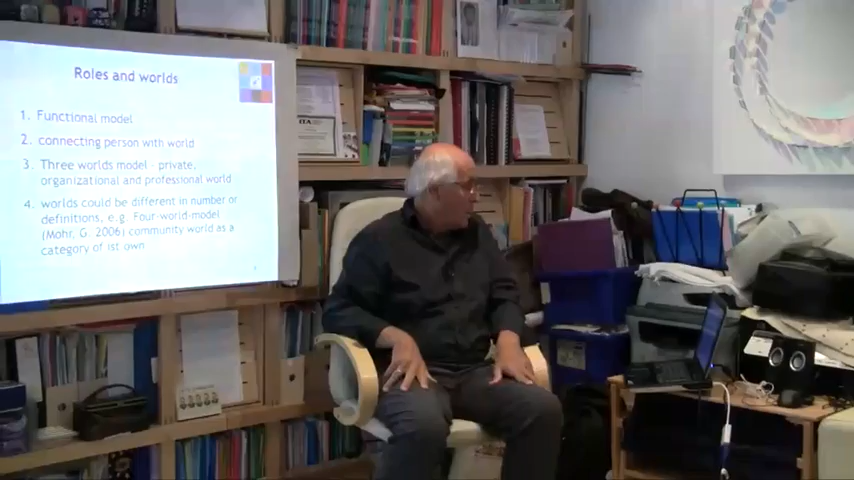 Roles and worlds
1. Functional model
2. connecting person with world
3. Three worlds model – private,
organizational and professional world
4. worlds could be different in number or
definitions, e.g. Four-world-model
(Mohr, G. 2006) community world as a
category of ist own
ITA